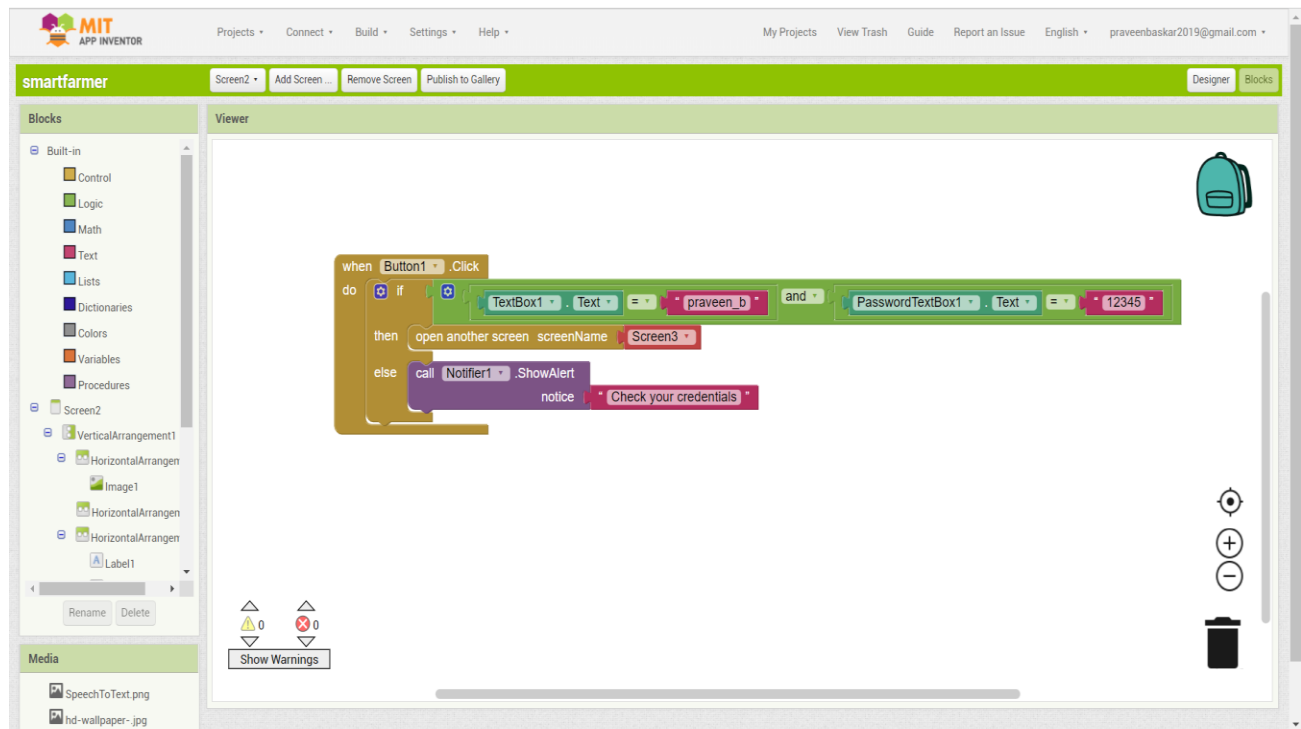 MIT
APP INVENTOR
Projects Connect Build Settings Help My Projects View Trash Guide Report an Issue English praveenbaskar2019@gmail.com
smartfarmer Screen2 Add Screen ... Remove Screen Publish to Gallery Designer Blocks
Blocks
Viewer
Built-in
Control
Logic
Math
Text
Lists
Dictionaries
Colors
Variables
Procedures
Screen2
VerticalArrangement1
HorizontalArrangem
Image1
HorizontalArrangem
HorizontalArrangem
Label1
Rename Delete
Media
SpeechToText.png
hd-wallpaper-.jpg
when Button1 .Click
do if TextBox1 . Text = " praveen_b " and PasswordTextBox1 . Text = " 12345 "
then open another screen screenName Screen3
else call Notifier1 .ShowAlert
notice " Check your credentials "
0 0
Show Warnings